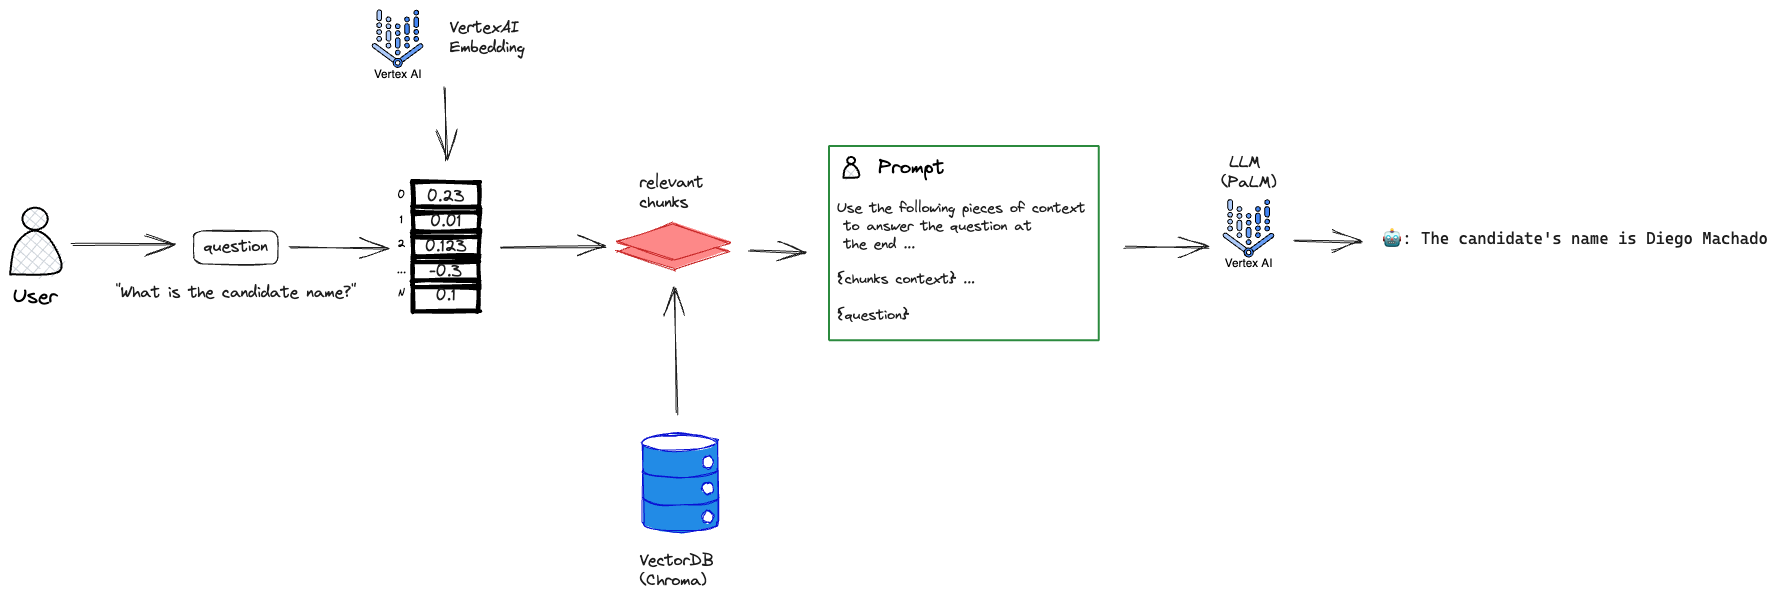 VertexAI
Embedding
Vertex AI
User
question
"What is the candidate name?"
0 0.23
1 0.01
2 0.123
... -0.3
N 0.1
relevant
chunks
VectorDB
(Chroma)
Prompt
Use the following pieces of context
to answer the question at
the end ...
{chunks context} ...
{question}
LLM
(PaLM)
Vertex AI
🤖: The candidate's name is Diego Machado